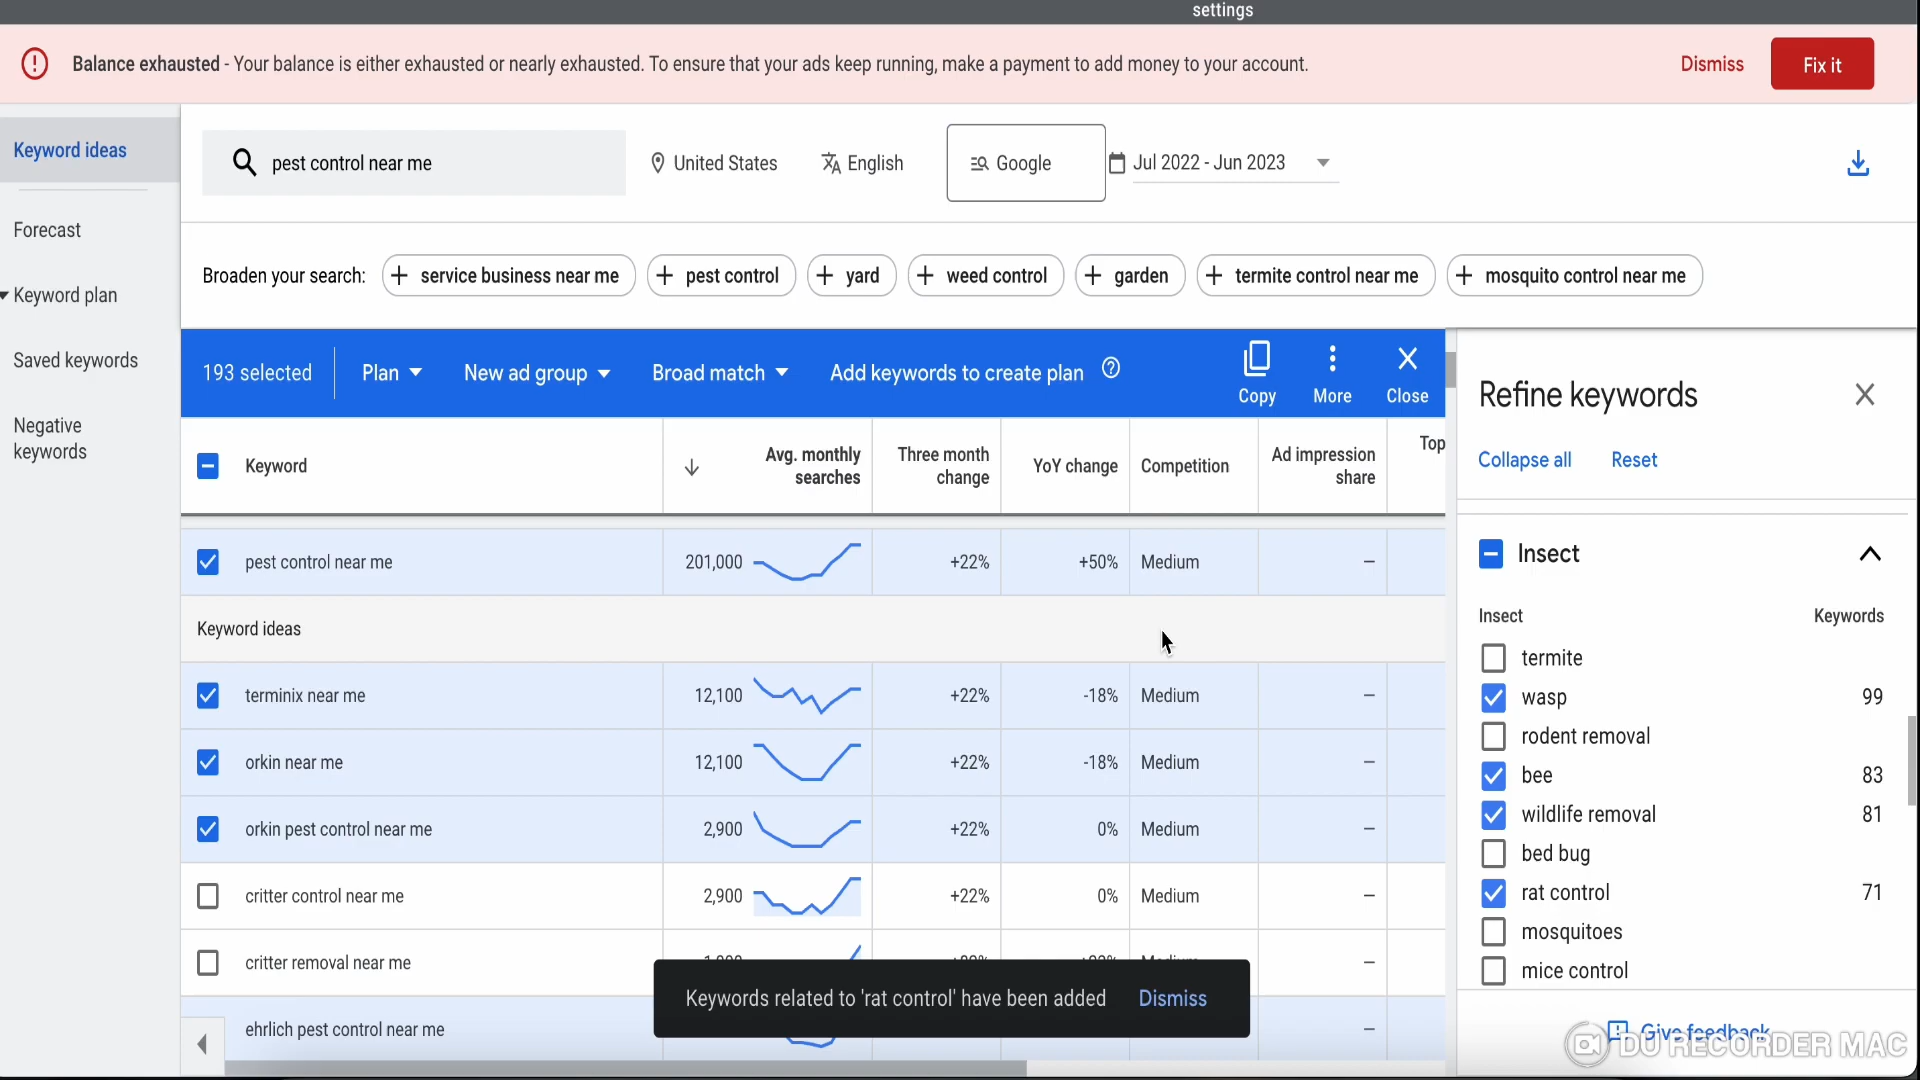 settings
Balance exhausted - Your balance is either exhausted or nearly exhausted. To ensure that your ads keep running, make a payment to add money to your account.
Dismiss
Fix it
Keyword ideas
Forecast
Keyword plan
Saved keywords
Negative
keywords
pest control near me
United States
English
Google
Jul 2022 - Jun 2023
Broaden your search:
service business near me
pest control
yard
weed control
garden
termite control near me
mosquito control near me
193 selected
Plan
New ad group
Broad match
Add keywords to create plan
Copy
More
Close
Keyword
Avg. monthly
searches
Three month
change
YoY change
Competition
Ad impression
share
Top
pest control near me 201,000 +22% +50% Medium –
Keyword ideas
terminix near me 12,100 +22% -18% Medium –
orkin near me 12,100 +22% -18% Medium –
orkin pest control near me 2,900 +22% 0% Medium –
critter control near me 2,900 +22% 0% Medium –
critter removal near me –
ehrlich pest control near me –
Keywords related to 'rat control' have been added
Dismiss
Refine keywords
Collapse all
Reset
Insect
Insect Keywords
termite
wasp 99
rodent removal
bee 83
wildlife removal 81
bed bug
rat control 71
mosquitoes
mice control
Give feedback
DU RECORDER MAC